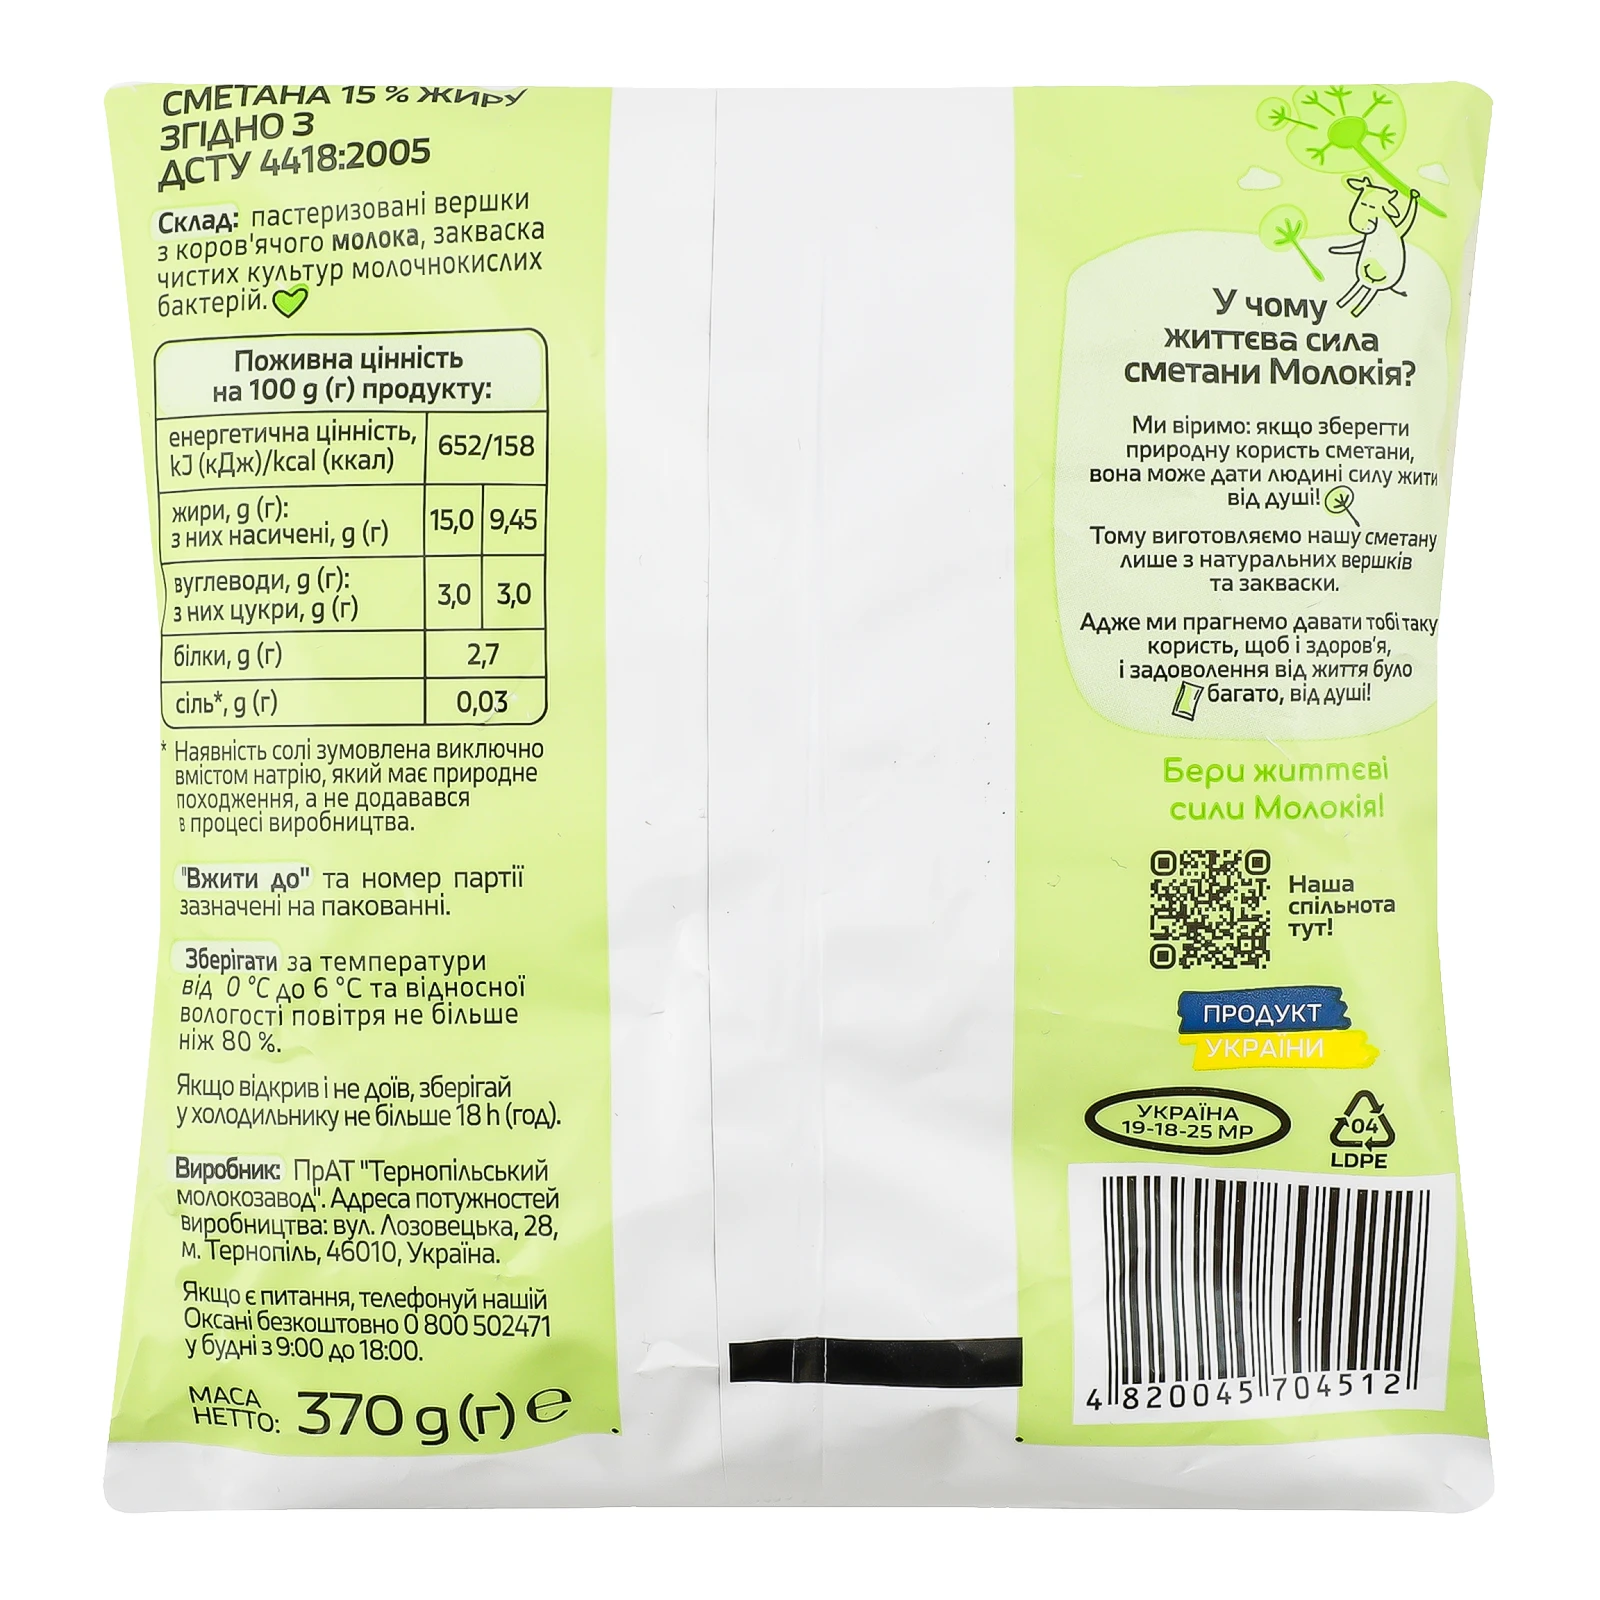 СМЕТАНА 15 % ЖИРУ
ЗГІДНО З
ДСТУ 4418:2005
Склад: пастеризовані вершки
з коров'ячого молока, закваска
чистих культур молочнокислих
бактерій.
Поживна цінність
на 100 g (г) продукту:
енергетична цінність, 652/158
kJ (кДж)/kcal (ккал)
жири, g (г): 15,0 9,45
з них насичені, g (г)
вуглеводи, g (г): 3,0 3,0
з них цукри, g (г)
білки, g (г) 2,7
сіль*, g (г) 0,03
* Наявність солі зумовлена виключно
вмістом натрію, який має природне
походження, а не додавався
в процесі виробництва.
"Вжити до" та номер партії
зазначені на пакованні.
Зберігати за температури
від 0 °C до 6 °C та відносної
вологості повітря не більше
ніж 80 %.
Якщо відкрив і не доїв, зберігай
у холодильнику не більше 18 h (год).
Виробник: ПрАТ "Тернопільський
молокозавод". Адреса потужностей
виробництва: вул. Лозовецька, 28,
м. Тернопіль, 46010, Україна.
Якщо є питання, телефонуй нашій
Оксані безкоштовно 0 800 502471
у будні з 9:00 до 18:00.
МАСА
НЕТТО: 370 g (г) ℮
У чому
життєва сила
сметани Молокія?
Ми віримо: якщо зберегти
природну користь сметани,
вона може дати людині силу жити
від душі!
Тому виготовляємо нашу сметану
лише з натуральних вершків
та закваски.
Адже ми прагнемо давати тобі таку
користь, щоб і здоров'я,
і задоволення від життя було
багато, від душі!
Бери життєві
сили Молокія!
Наша
спільнота
тут!
ПРОДУКТ
УКРАЇНИ
УКРАЇНА
19-18-25 МР
04
LDPE
4 820045 704512